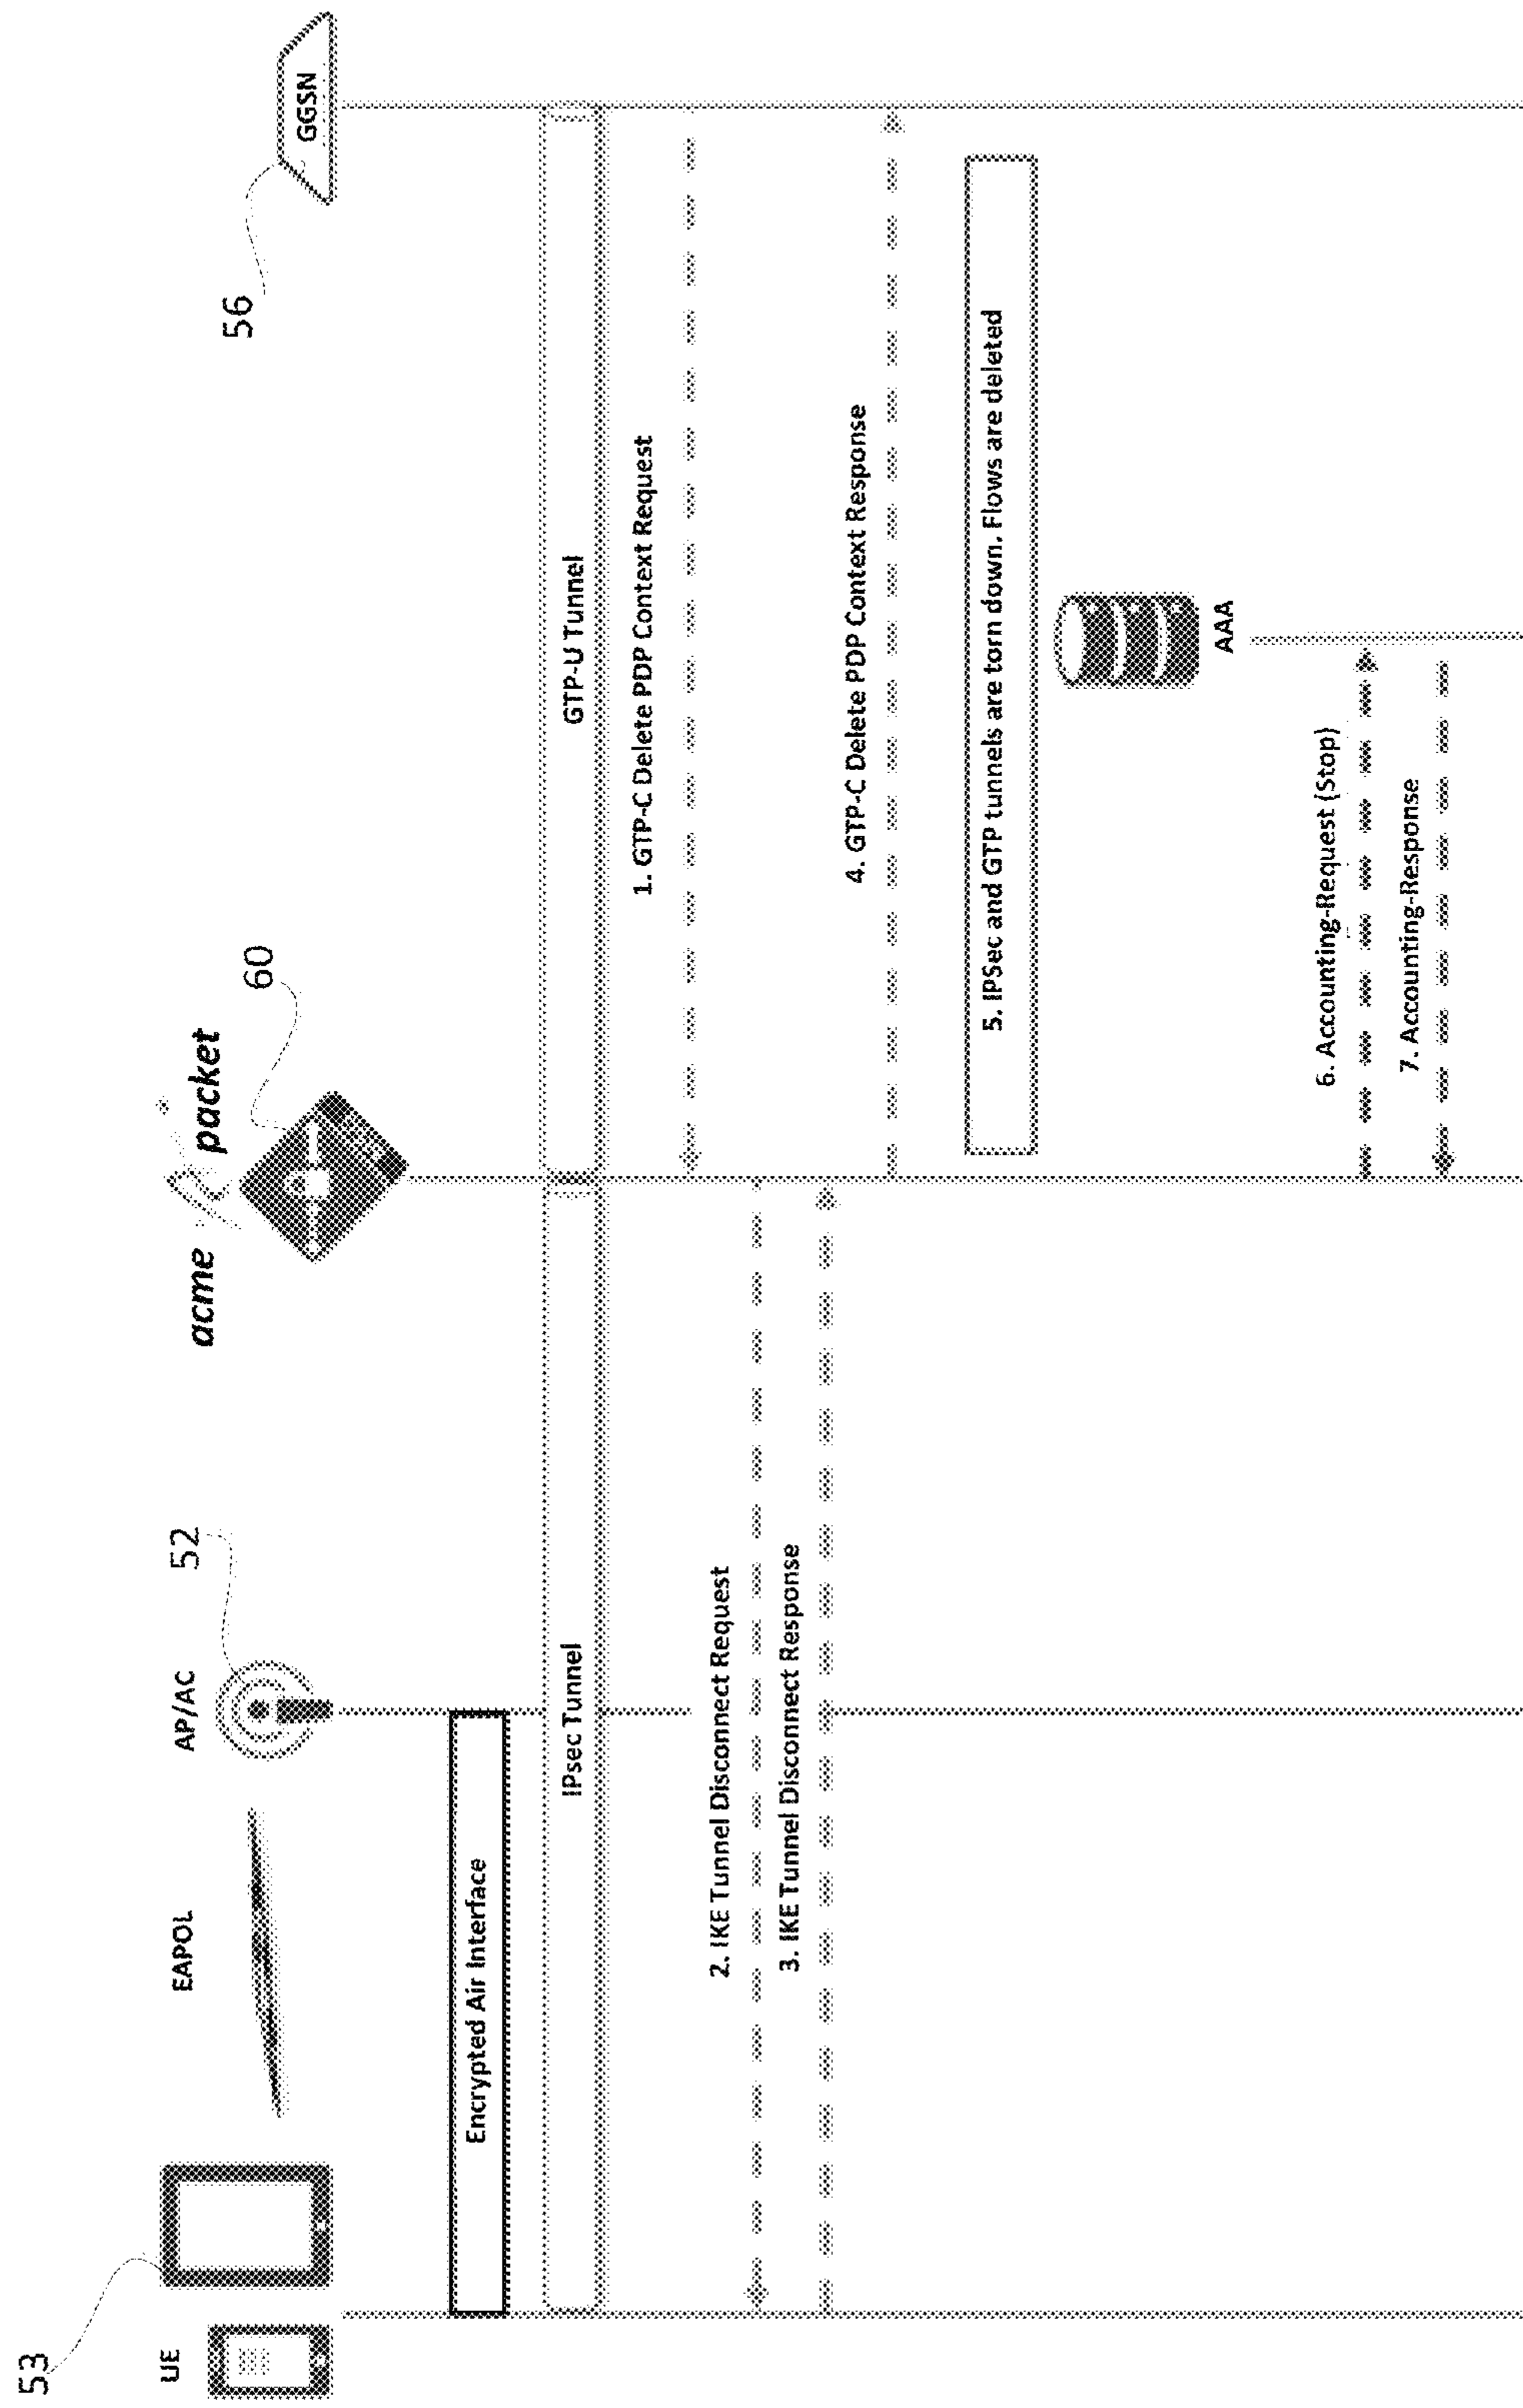 53
UE
EAPOL
AP/AC
52
acme packet
60
56
GGSN
Encrypted Air Interface
IPsec Tunnel
GTP-U Tunnel
1. GTP-C Delete PDP Context Request
2. IKE Tunnel Disconnect Request
3. IKE Tunnel Disconnect Response
4. GTP-C Delete PDP Context Response
5. IPSec and GTP tunnels are torn down. Flows are deleted
AAA
6. Accounting-Request (Stop)
7. Accounting-Response